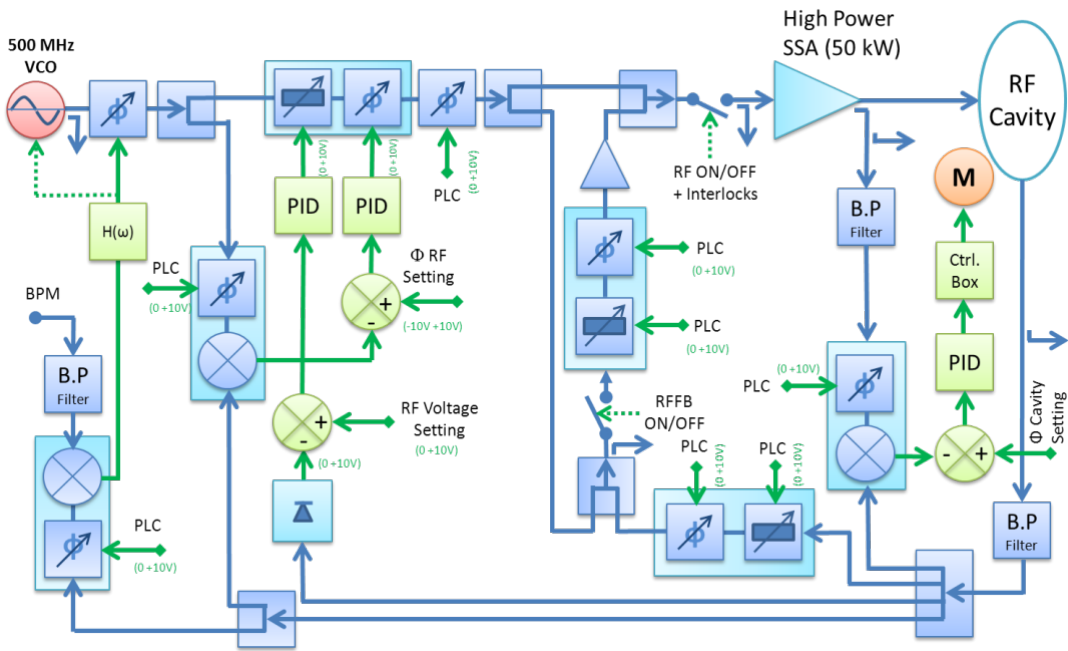 High Power
SSA (50 kW)
500 MHz
VCO
RF
Cavity
ϕ
ϕ
ϕ
(0 +10V)
(0 +10V)
(0 +10V)
PLC
RF ON/OFF
+ Interlocks
M
PID
PID
B.P
Filter
H(ω)
Φ RF
Setting
ϕ
PLC
(0 +10V)
Ctrl.
Box
PLC
(0 +10V)
ϕ
+
-
(-10V +10V)
BPM
PLC
(0 +10V)
B.P
Filter
PID
(0 +10V)
PLC
ϕ
RFFB
ON/OFF
+
-
RF Voltage
Setting
(0 +10V)
(0 +10V)
PLC
(0 +10V)
PLC
(0 +10V)
-
+
Φ Cavity
Setting
PLC
(0 +10V)
ϕ
ϕ
B.P
Filter